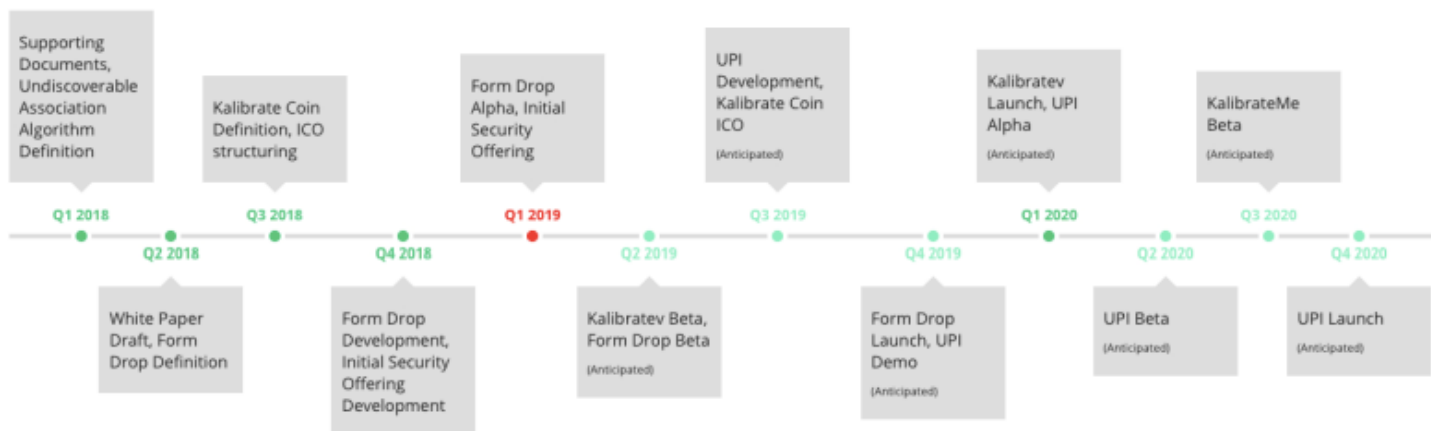 Supporting
Documents,
Undiscoverable
Association
Algorithm
Definition
Q1 2018
Q2 2018
White Paper
Draft, Form
Drop Definition
Kalibrate Coin
Definition, ICO
structuring
Q3 2018
Q4 2018
Form Drop
Development,
Initial Security
Offering
Development
Form Drop
Alpha, Initial
Security
Offering
Q1 2019
Q2 2019
Kalibratev Beta,
Form Drop Beta
(Anticipated)
UPI
Development,
Kalibrate Coin
ICO
(Anticipated)
Q3 2019
Q4 2019
Form Drop
Launch, UPI
Demo
(Anticipated)
Kalibratev
Launch, UPI
Alpha
(Anticipated)
Q1 2020
Q2 2020
UPI Beta
(Anticipated)
KalibrateMe
Beta
(Anticipated)
Q3 2020
Q4 2020
UPI Launch
(Anticipated)